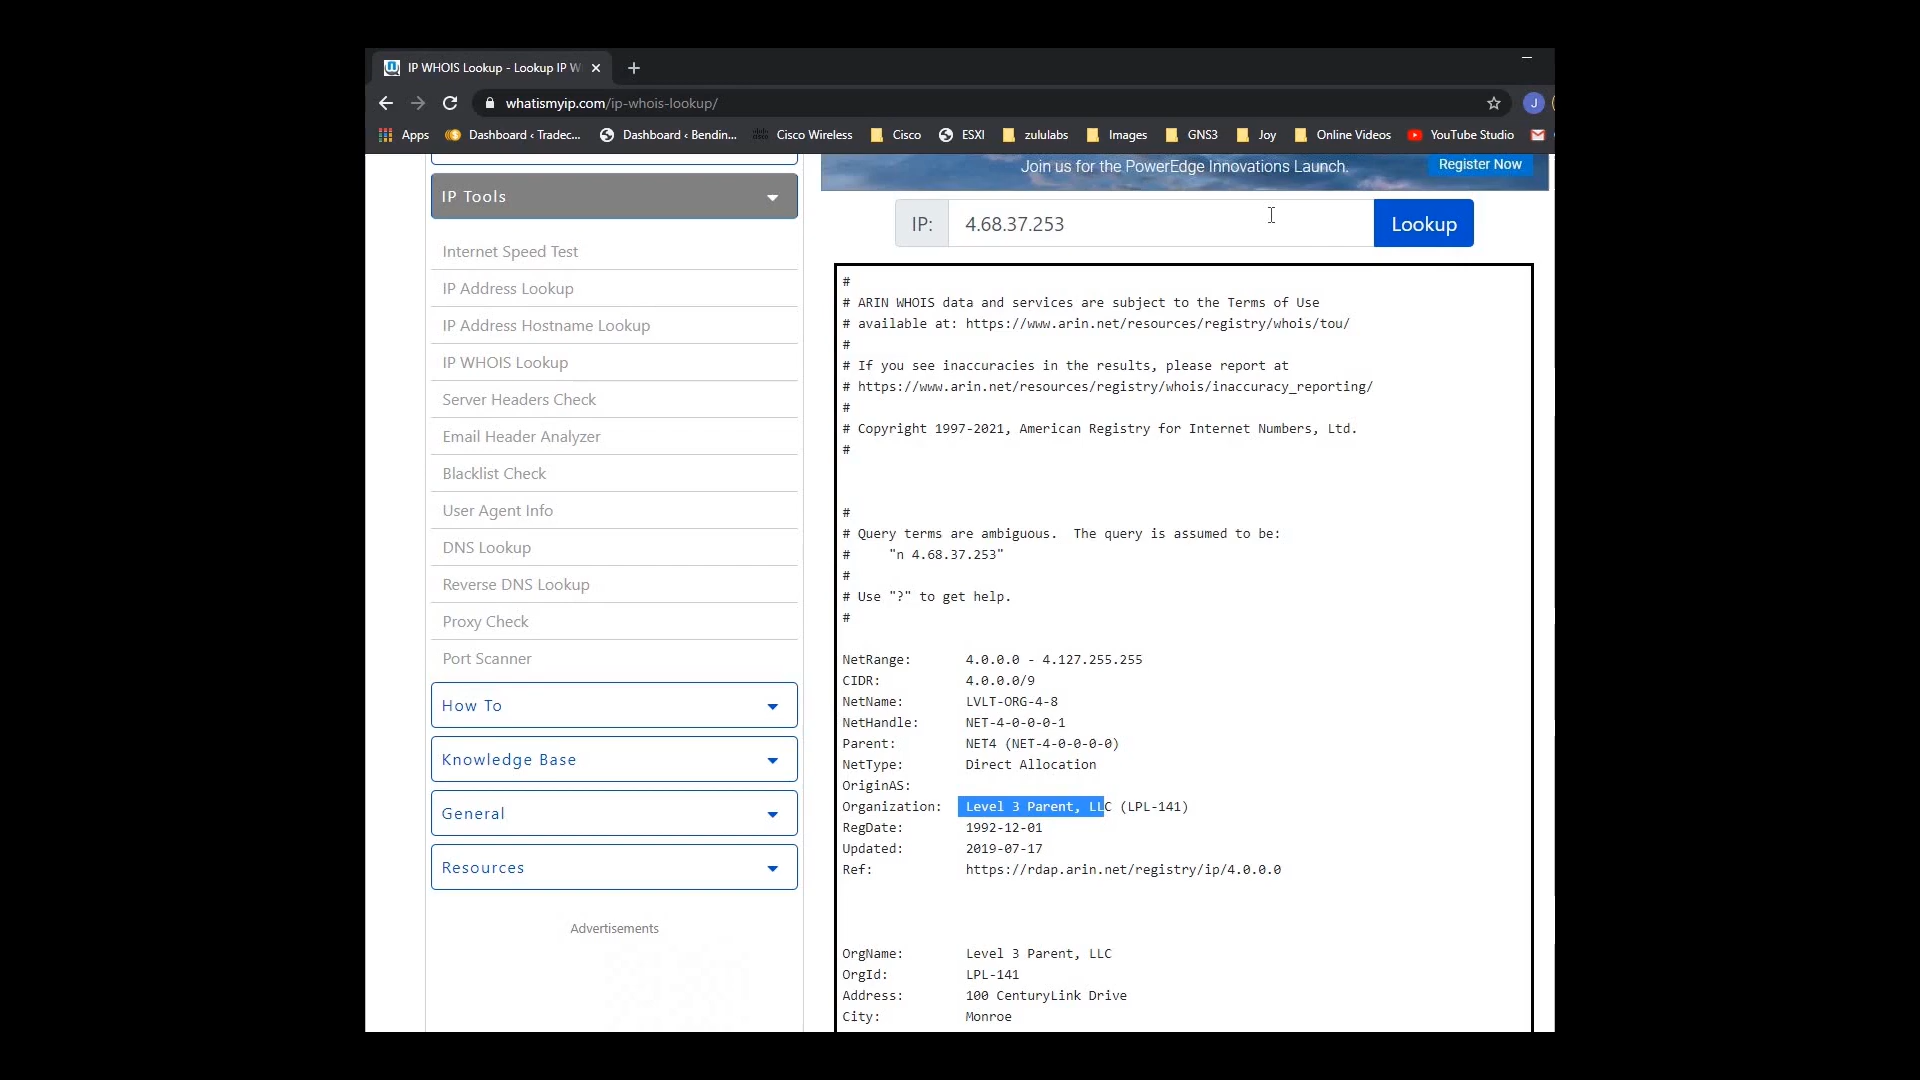 IP WHOIS Lookup - Lookup IP W
whatismyip.com/ip-whois-lookup/
J
Apps
Dashboard ‹ Tradec...
Dashboard ‹ Bendin...
Cisco Wireless
Cisco
ESXI
zululabs
Images
GNS3
Joy
Online Videos
YouTube Studio
Join us for the PowerEdge Innovations Launch.
Register Now
IP Tools
Internet Speed Test
IP Address Lookup
IP Address Hostname Lookup
IP WHOIS Lookup
Server Headers Check
Email Header Analyzer
Blacklist Check
User Agent Info
DNS Lookup
Reverse DNS Lookup
Proxy Check
Port Scanner
How To
Knowledge Base
General
Resources
Advertisements
IP: 4.68.37.253 Lookup
#
# ARIN WHOIS data and services are subject to the Terms of Use
# available at: https://www.arin.net/resources/registry/whois/tou/
#
# If you see inaccuracies in the results, please report at
# https://www.arin.net/resources/registry/whois/inaccuracy_reporting/
#
# Copyright 1997-2021, American Registry for Internet Numbers, Ltd.
#
#
# Query terms are ambiguous.  The query is assumed to be:
#     "n 4.68.37.253"
#
# Use "?" to get help.
#
NetRange:       4.0.0.0 - 4.127.255.255
CIDR:           4.0.0.0/9
NetName:        LVLT-ORG-4-8
NetHandle:      NET-4-0-0-0-1
Parent:         NET4 (NET-4-0-0-0-0)
NetType:        Direct Allocation
OriginAS:
Organization:   Level 3 Parent, LLC (LPL-141)
RegDate:        1992-12-01
Updated:        2019-07-17
Ref:            https://rdap.arin.net/registry/ip/4.0.0.0
OrgName:        Level 3 Parent, LLC
OrgId:          LPL-141
Address:        100 CenturyLink Drive
City:           Monroe